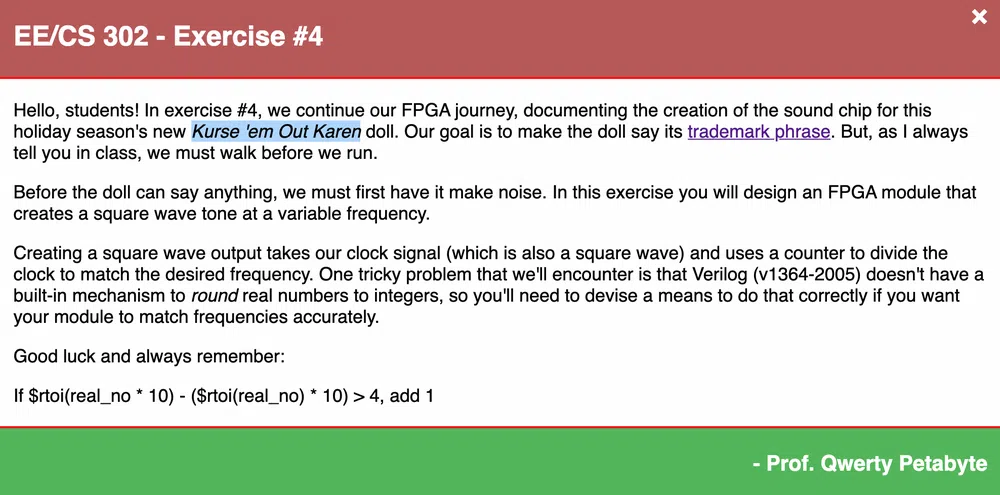 EE/CS 302 - Exercise #4
Hello, students! In exercise #4, we continue our FPGA journey, documenting the creation of the sound chip for this
holiday season's new Kurse 'em Out Karen doll. Our goal is to make the doll say its trademark phrase. But, as I always
tell you in class, we must walk before we run.
Before the doll can say anything, we must first have it make noise. In this exercise you will design an FPGA module that
creates a square wave tone at a variable frequency.
Creating a square wave output takes our clock signal (which is also a square wave) and uses a counter to divide the
clock to match the desired frequency. One tricky problem that we'll encounter is that Verilog (v1364-2005) doesn't have a
built-in mechanism to round real numbers to integers, so you'll need to devise a means to do that correctly if you want
your module to match frequencies accurately.
Good luck and always remember:
If $rtoi(real_no * 10) - ($rtoi(real_no) * 10) > 4, add 1
- Prof. Qwerty Petabyte